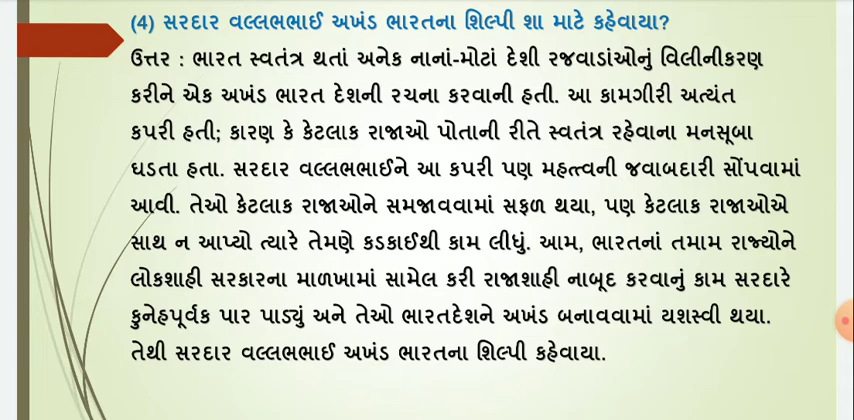 (4) સરદાર વલ્લભભાઈ અખંડ ભારતના શિલ્પી શા માટે કહેવાયા?
ઉત્તર : ભારત સ્વતંત્ર થતાં અનેક નાનાં-મોટાં દેશી રજવાડાંઓનું વિલીનીકરણ
કરીને એક અખંડ ભારત દેશની રચના કરવાની હતી. આ કામગીરી અત્યંત
કપરી હતી; કારણ કે કેટલાક રાજાઓ પોતાની રીતે સ્વતંત્ર રહેવાના મનસૂબા
ઘડતા હતા. સરદાર વલ્લભભાઈને આ કપરી પણ મહત્ત્વની જવાબદારી સોંપવામાં
આવી. તેઓ કેટલાક રાજાઓને સમજાવવામાં સફળ થયા, પણ કેટલાક રાજાઓએ
સાથ ન આપ્યો ત્યારે તેમણે કડકાઈથી કામ લીધું. આમ, ભારતનાં તમામ રાજ્યોને
લોકશાહી સરકારના માળખામાં સામેલ કરી રાજાશાહી નાબૂદ કરવાનું કામ સરદારે
કુનેહપૂર્વક પાર પાડ્યું અને તેઓ ભારતદેશને અખંડ બનાવવામાં યશસ્વી થયા.
તેથી સરદાર વલ્લભભાઈ અખંડ ભારતના શિલ્પી કહેવાયા.